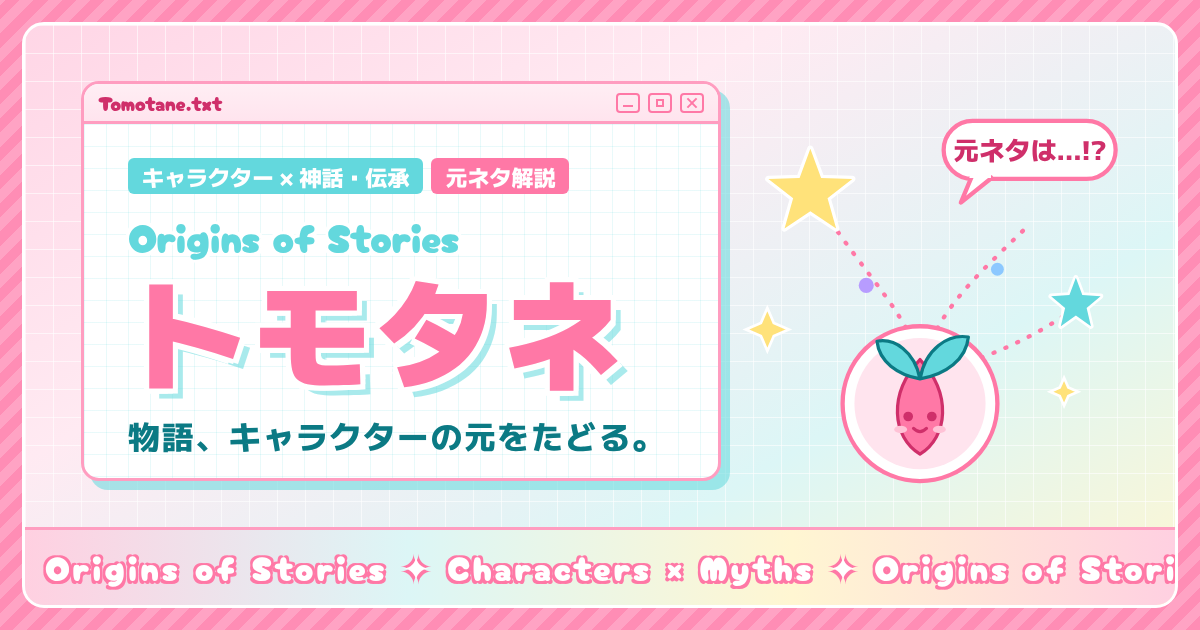 Tomotane.txt
キャラクター × 神話・伝承
元ネタ解説
Origins of Stories
トモタネ
物語、キャラクターの元をたどる。
元ネタは...!?
Origins of Stories ✦ Characters × Myths ✦ Origins of Stori